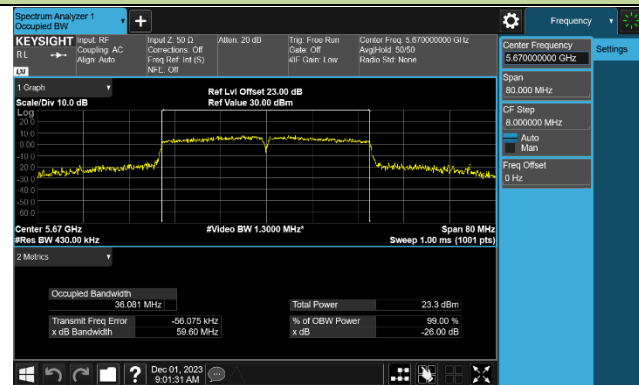 Spectrum Analyzer 1
Occupied BW
Frequency
KEYSIGHT
RL
LXI
Input: RF
Coupling: AC
Align: Auto
Input Z: 50 Ω
Corrections: Off
Freq Ref: Int (S)
NFE: Off
Atten: 20 dB
Trig: Free Run
Gate: Off
#IF Gain: Low
Center Freq: 5.670000000 GHz
Avg|Hold: 50/50
Radio Std: None
Center Frequency
5.670000000 GHz
Settings
Span
80.000 MHz
CF Step
8.000000 MHz
Auto
Man
Freq Offset
0 Hz
1 Graph
Scale/Div 10.0 dB
Ref Lvl Offset 23.00 dB
Ref Value 30.00 dBm
Log
20.0
10.0
0.00
-10.0
-20.0
-30.0
-40.0
-50.0
-60.0
Center 5.67 GHz
#Video BW 1.3000 MHz*
Span 80 MHz
#Res BW 430.00 kHz
Sweep 1.00 ms (1001 pts)
2 Metrics
Occupied Bandwidth
36.081 MHz
Total Power 23.3 dBm
Transmit Freq Error -56.075 kHz
% of OBW Power 99.00 %
x dB Bandwidth 59.60 MHz
x dB -26.00 dB
?
Dec 01, 2023
9:01:31 AM